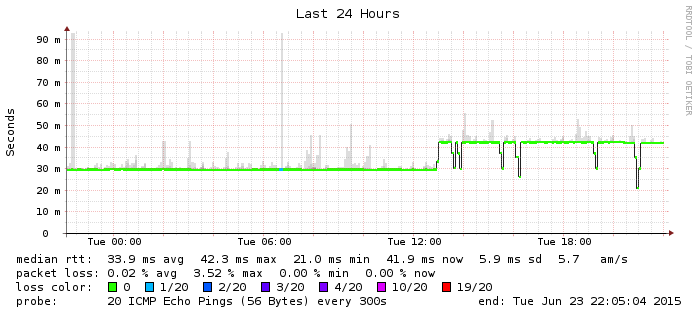 Last 24 Hours
RRDTOOL / TOBI OETIKER
Seconds
90 m
80 m
70 m
60 m
50 m
40 m
30 m
20 m
10 m
0
Tue 00:00 Tue 06:00 Tue 12:00 Tue 18:00
median rtt: 33.9 ms avg 42.3 ms max 21.0 ms min 41.9 ms now 5.9 ms sd 5.7 am/s
packet loss: 0.02 % avg 3.52 % max 0.00 % min 0.00 % now
loss color: 0 1/20 2/20 3/20 4/20 10/20 19/20
probe: 20 ICMP Echo Pings (56 Bytes) every 300s end: Tue Jun 23 22:05:04 2015